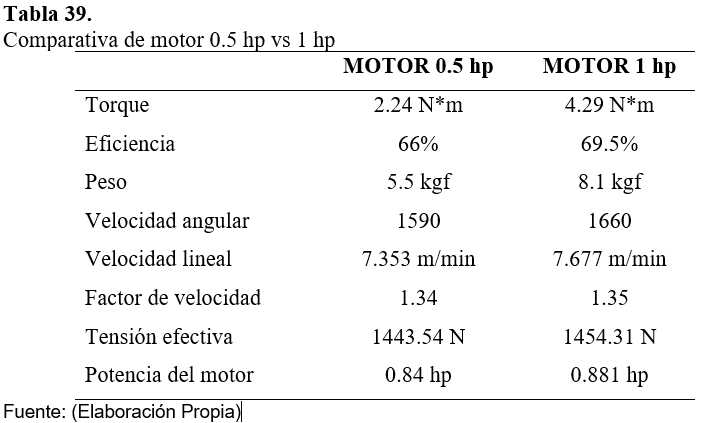 Tabla 39.
Comparativa de motor 0.5 hp vs 1 hp
MOTOR 0.5 hp MOTOR 1 hp
Torque 2.24 N*m 4.29 N*m
Eficiencia 66% 69.5%
Peso 5.5 kgf 8.1 kgf
Velocidad angular 1590 1660
Velocidad lineal 7.353 m/min 7.677 m/min
Factor de velocidad 1.34 1.35
Tensión efectiva 1443.54 N 1454.31 N
Potencia del motor 0.84 hp 0.881 hp
Fuente: (Elaboración Propia)